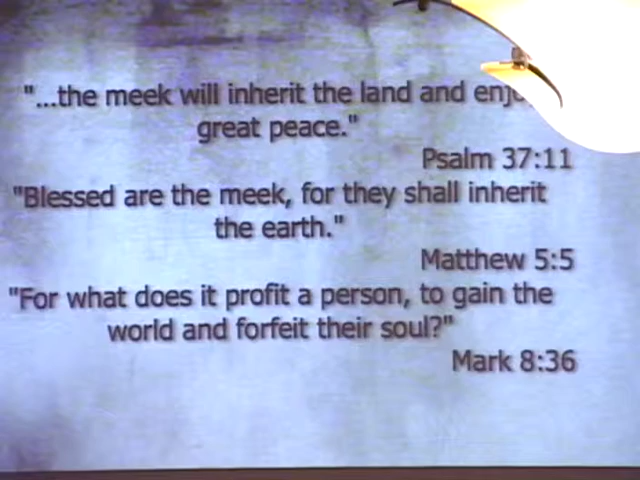 "...the meek will inherit the land and
great peace."
Psalm 37:11
"Blessed are the meek, for they shall inherit
the earth."
Matthew 5:5
"For what does it profit a person, to gain the
world and forfeit their soul?"
Mark 8:36